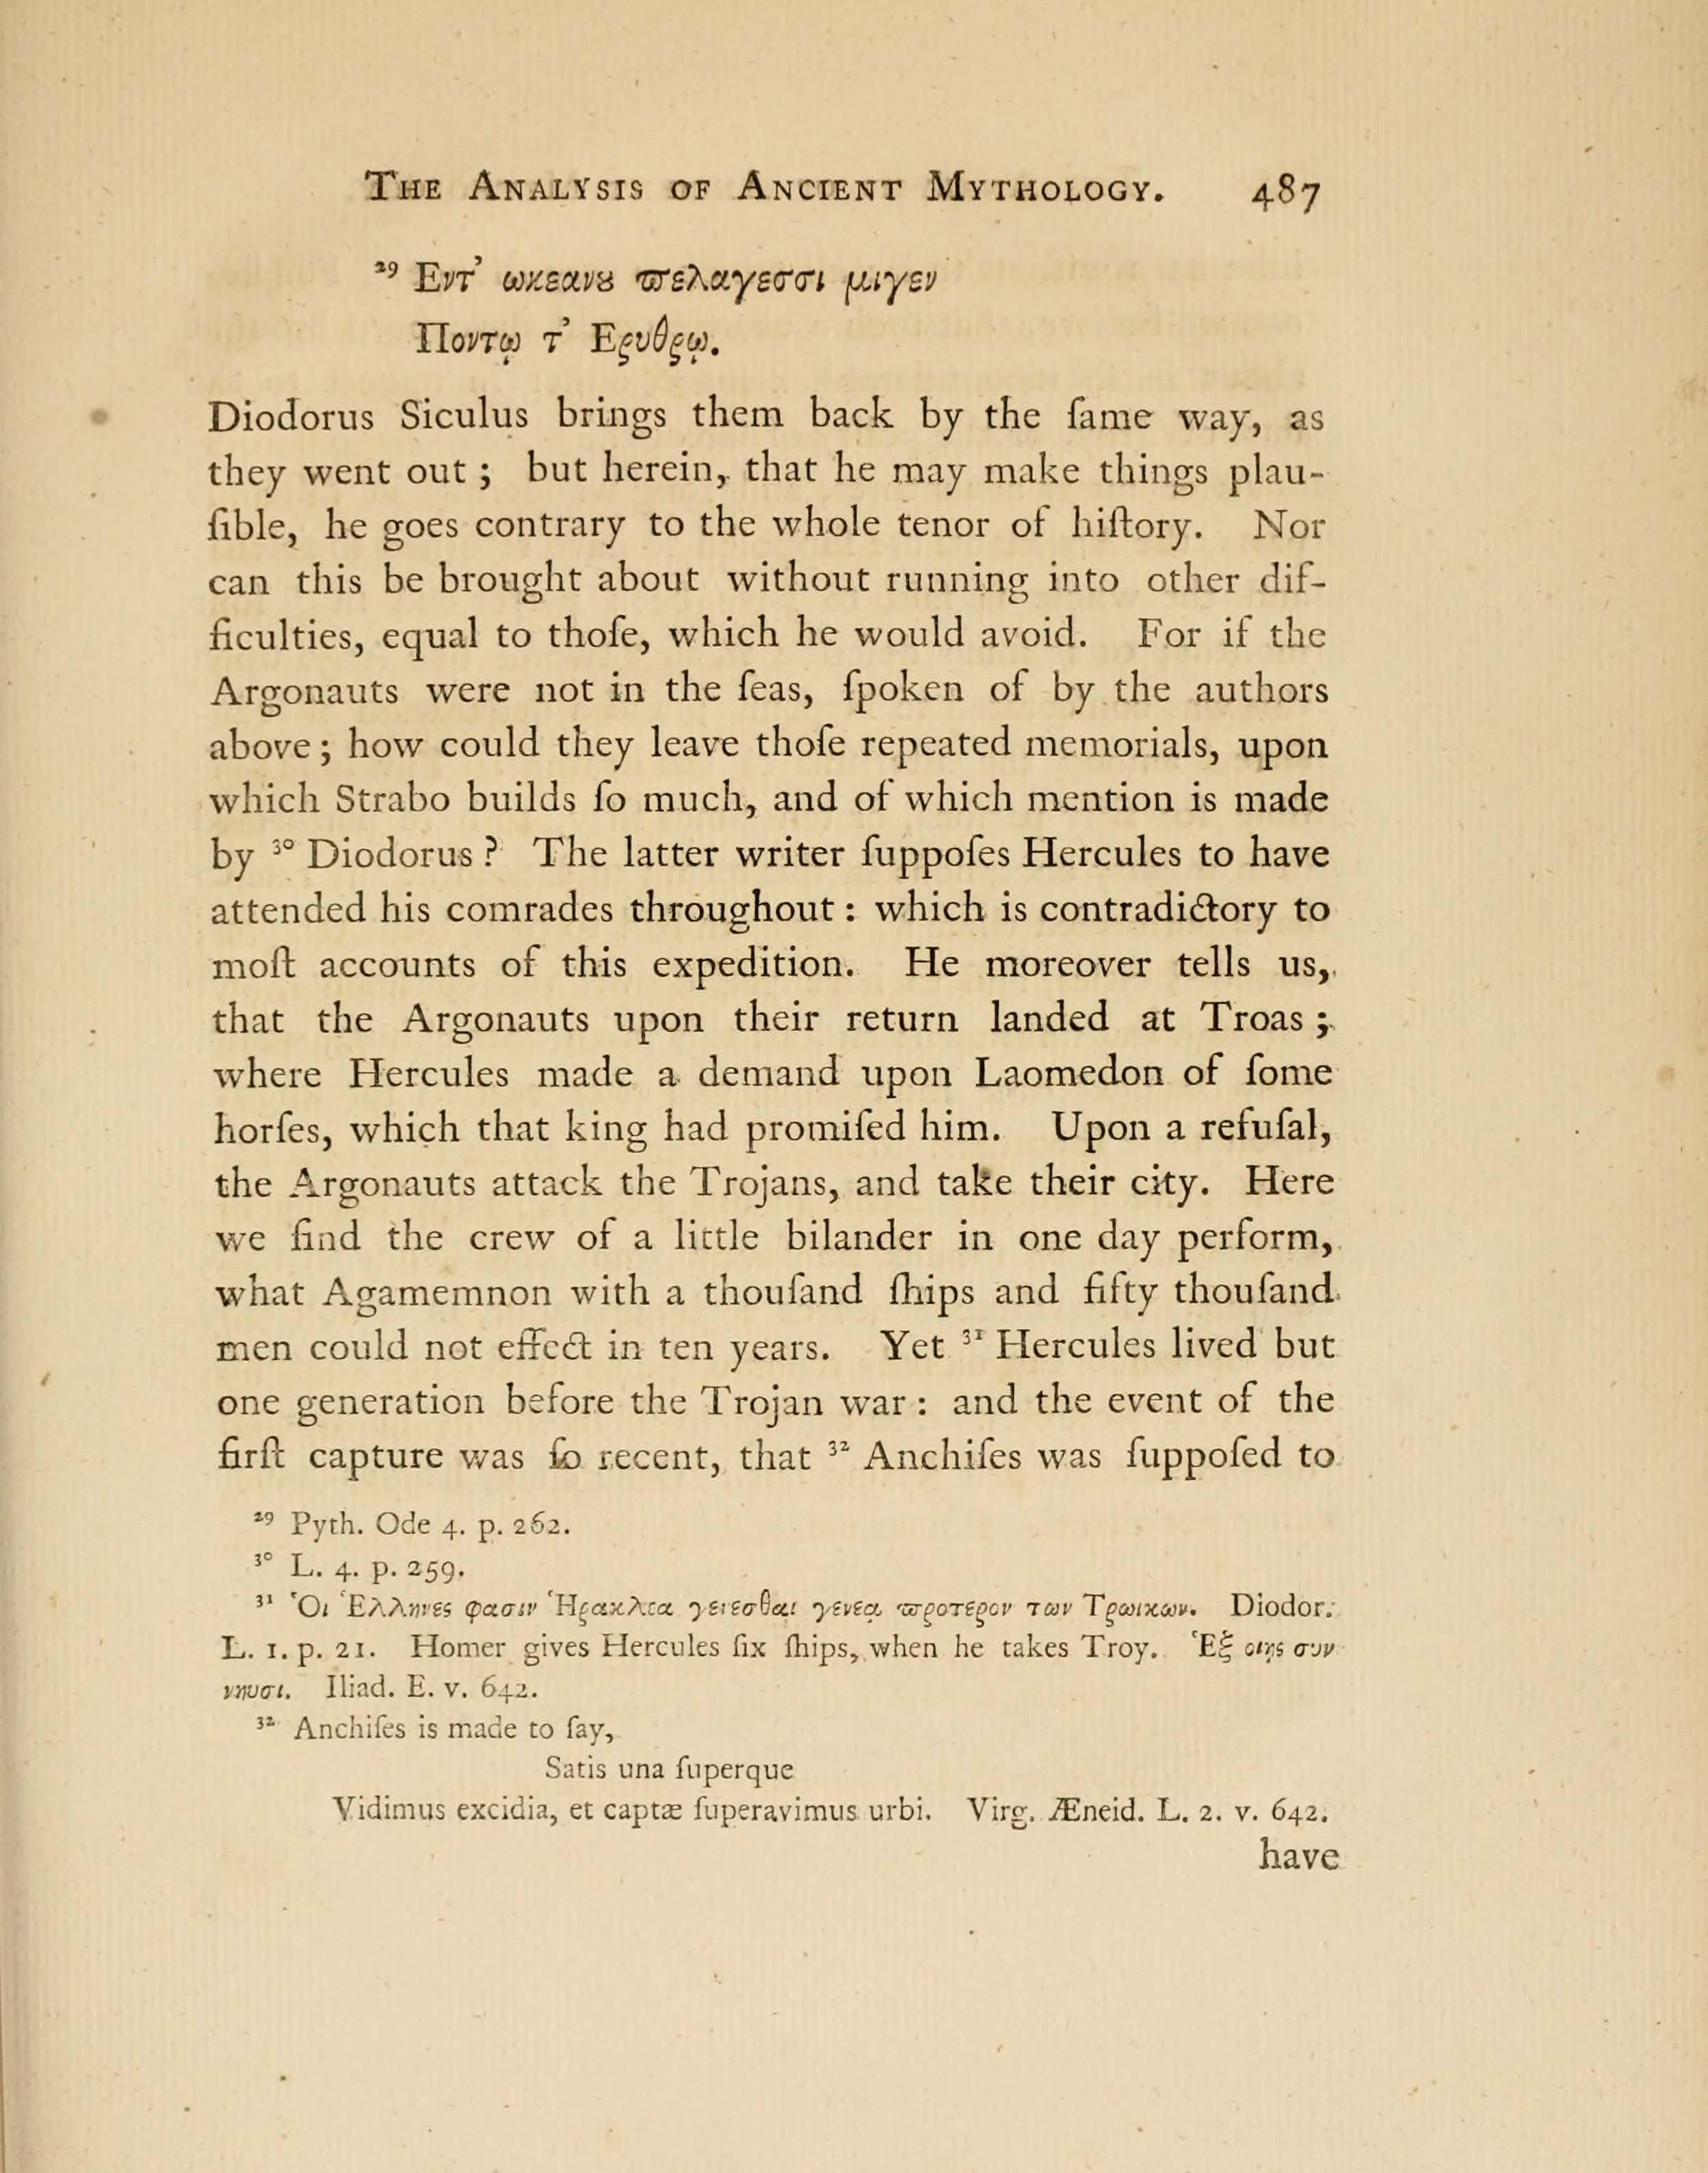 THE ANALYSIS OF ANCIENT MYTHOLOGY. 487
²⁹ Εντ’ ωκεανȣ ϖελαγεσσι μιγεν
Ποντῳ τ’ Ερυθρῳ.
Diodorus Siculus brings them back by the ſame way, as
they went out ; but herein, that he may make things plau-
ſible, he goes contrary to the whole tenor of hiſtory. Nor
can this be brought about without running into other dif-
ficulties, equal to thoſe, which he would avoid. For if the
Argonauts were not in the ſeas, ſpoken of by the authors
above ; how could they leave thoſe repeated memorials, upon
which Strabo builds ſo much, and of which mention is made
by ³⁰ Diodorus ? The latter writer ſuppoſes Hercules to have
attended his comrades throughout : which is contradictory to
moſt accounts of this expedition. He moreover tells us,
that the Argonauts upon their return landed at Troas ;
where Hercules made a demand upon Laomedon of ſome
horſes, which that king had promiſed him. Upon a refuſal,
the Argonauts attack the Trojans, and take their city. Here
we find the crew of a little bilander in one day perform,
what Agamemnon with a thouſand ſhips and fifty thouſand
men could not effect in ten years. Yet ³¹ Hercules lived but
one generation before the Trojan war : and the event of the
firſt capture was ſo recent, that ³² Anchiſes was ſuppoſed to
²⁹ Pyth. Ode 4. p. 262.
³⁰ L. 4. p. 259.
³¹ Ὁι Ἑλληνες φασιν Ἡρακλεα γενεσθαι γενεᾳ ϖροτερον των Τρωικων. Diodor.
L. 1. p. 21. Homer gives Hercules ſix ſhips, when he takes Troy. Ἑξ οιῃς συν
νηυσι. Iliad. E. v. 642.
³² Anchiſes is made to ſay,
Satis una ſuperque
Vidimus excidia, et captæ ſuperavimus urbi. Virg. Æneid. L. 2. v. 642.
have